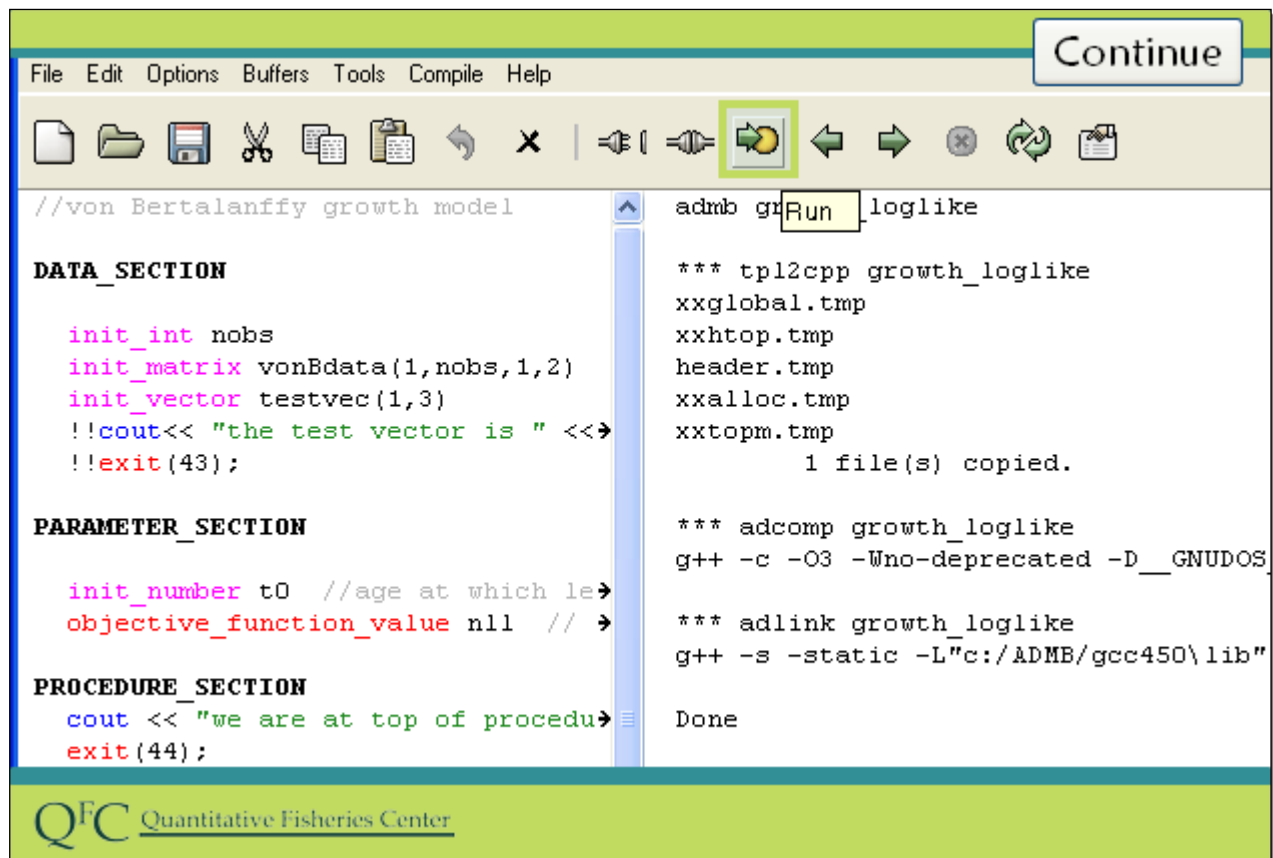 Continue
File Edit Options Buffers Tools Compile Help
//von Bertalanffy growth model
DATA_SECTION
init_int nobs
init_matrix vonBdata(1,nobs,1,2)
init_vector testvec(1,3)
!!cout<< "the test vector is " <<
!!exit(43);
PARAMETER_SECTION
init_number t0 //age at which le
objective_function_value nll //
PROCEDURE_SECTION
cout << "we are at top of procedu
exit(44);
admb gr
Run
_loglike
*** tpl2cpp growth_loglike
xxglobal.tmp
xxhtop.tmp
header.tmp
xxalloc.tmp
xxtopm.tmp
1 file(s) copied.
*** adcomp growth_loglike
g++ -c -O3 -Wno-deprecated -D__GNUDOS_
*** adlink growth_loglike
g++ -s -static -L"c:/ADMB/gcc450\lib"
Done
QFC Quantitative Fisheries Center